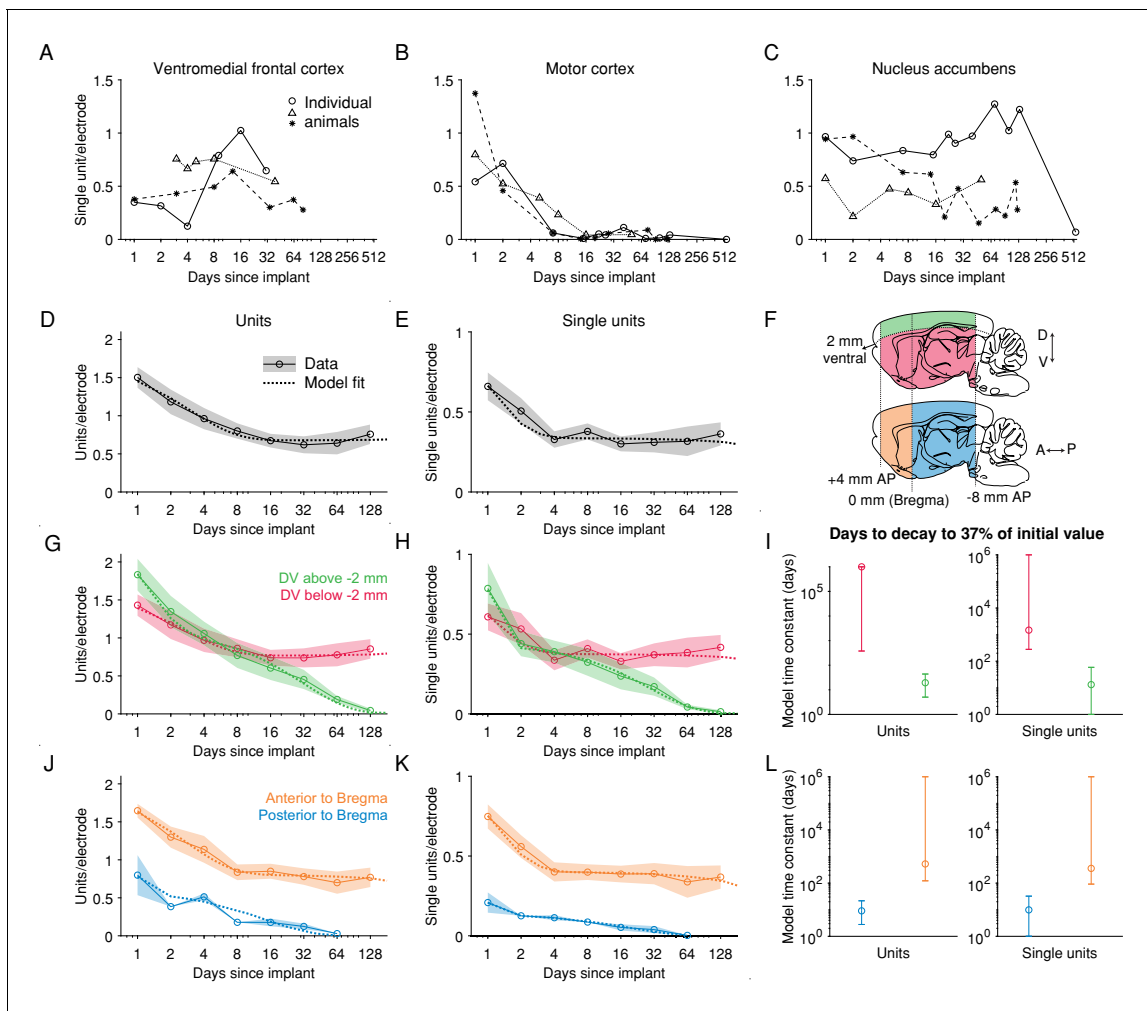 A
Ventromedial frontal cortex
1.5
1
0.5
0
Single unit/electrode
Individual
animals
1 2 4 8 16 32 64 128 256 512
Days since implant
B
Motor cortex
1.5
1
0.5
0
1 2 4 8 16 32 64 128 256 512
Days since implant
C
Nucleus accumbens
1.5
1
0.5
0
1 2 4 8 16 32 64 128 256 512
Days since implant
D
Units
2
1.5
1
0.5
0
Units/electrode
Data
Model fit
1 2 4 8 16 32 64 128
Days since implant
E
Single units
1
0.5
0
Single units/electrode
1 2 4 8 16 32 64 128
Days since implant
F
2 mm
ventral
D
V
A
P
+4 mm AP
0 mm (Bregma)
-8 mm AP
G
2
1.5
1
0.5
0
Units/electrode
DV above -2 mm
DV below -2 mm
1 2 4 8 16 32 64 128
Days since implant
H
1
0.5
0
Single units/electrode
1 2 4 8 16 32 64 128
Days since implant
Days to decay to 37% of initial value
I
Model time constant (days)
10^6
10^0
Units
10^6
10^4
10^2
10^0
Single units
J
2
1.5
1
0.5
0
Units/electrode
Anterior to Bregma
Posterior to Bregma
1 2 4 8 16 32 64 128
Days since implant
K
1
0.5
0
Single units/electrode
1 2 4 8 16 32 64 128
Days since implant
L
Model time constant (days)
10^6
10^4
10^2
10^0
Units
10^6
10^4
10^2
10^0
Single units